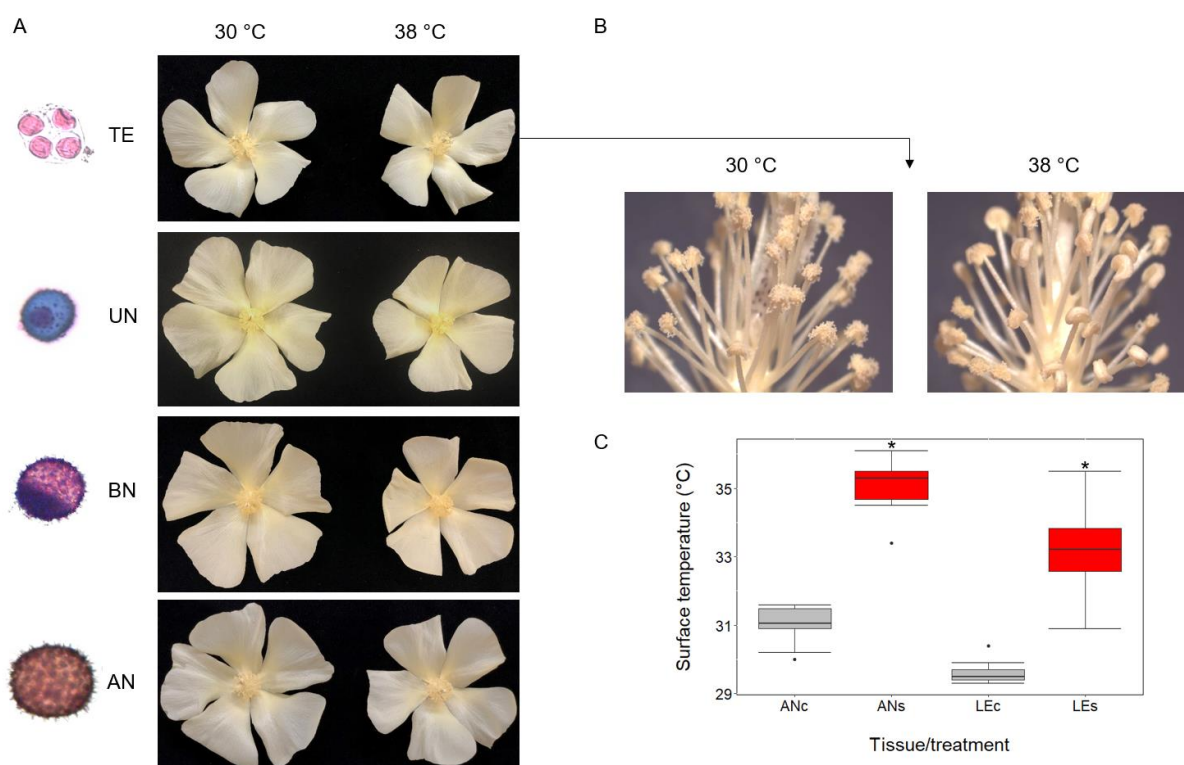 A
30 °C
38 °C
TE
UN
BN
AN
B
30 °C
38 °C
C
Surface temperature (°C)
35
33
31
29
*
*
ANc
ANs
LEc
LEs
Tissue/treatment